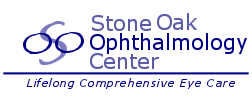 Stone Oak
Ophthalmology
Center
Lifelong Comprehensive Eye Care